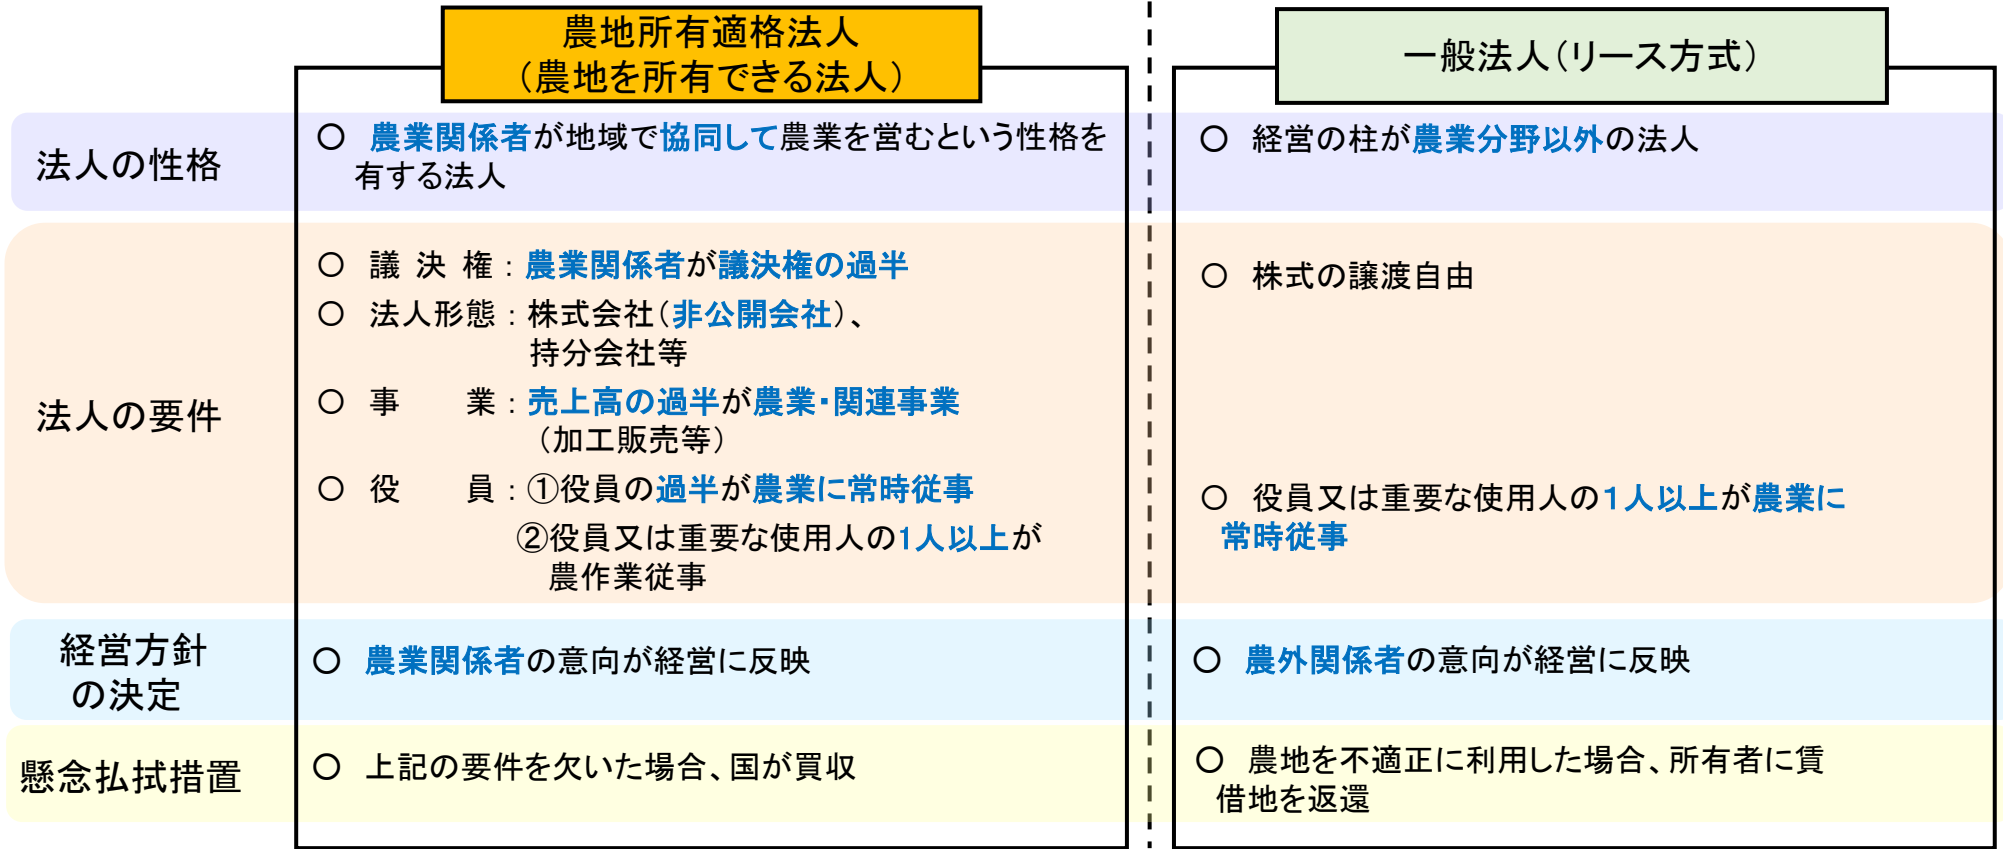 農地所有適格法人
（農地を所有できる法人）
一般法人（リース方式）
法人の性格
○ 農業関係者が地域で協同して農業を営むという性格を
有する法人
○ 経営の柱が農業分野以外の法人
法人の要件
○ 議 決 権 ： 農業関係者が議決権の過半
○ 法人形態 ： 株式会社（非公開会社）、
持分会社等
○ 事　　業 ： 売上高の過半が農業・関連事業
（加工販売等）
○ 役　　員 ： ①役員の過半が農業に常時従事
②役員又は重要な使用人の1人以上が
農作業従事
○ 株式の譲渡自由
○ 役員又は重要な使用人の１人以上が農業に
常時従事
経営方針
の決定
○ 農業関係者の意向が経営に反映
○ 農外関係者の意向が経営に反映
懸念払拭措置
○ 上記の要件を欠いた場合、国が買収
○ 農地を不適正に利用した場合、所有者に賃
借地を返還